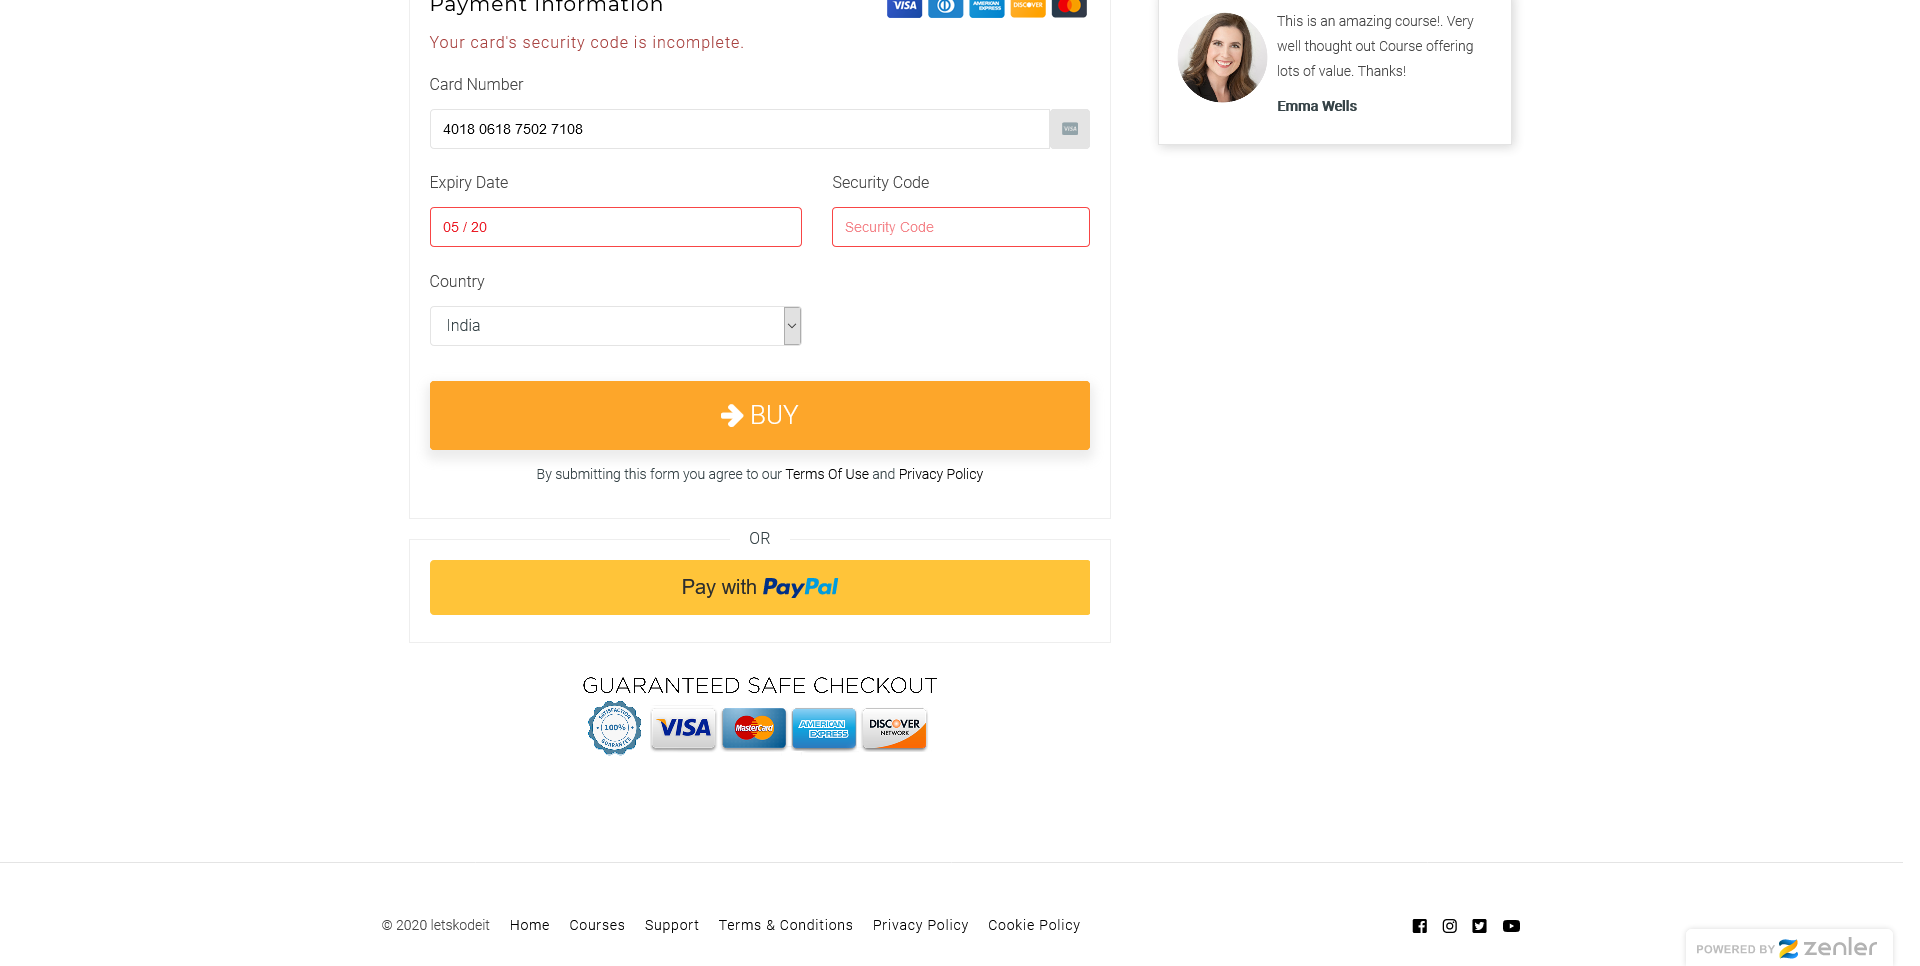 Payment Information
VISA AMERICAN EXPRESS DISCOVER
Your card's security code is incomplete.
Card Number
4018 0618 7502 7108
VISA
Expiry Date
Security Code
05 / 20
Security Code
Country
India
BUY
By submitting this form you agree to our Terms Of Use and Privacy Policy
OR
Pay with PayPal
GUARANTEED SAFE CHECKOUT
SATISFACTION 100% GUARANTEE
VISA MasterCard AMERICAN EXPRESS DISCOVER NETWORK
This is an amazing course!. Very
well thought out Course offering
lots of value. Thanks!
Emma Wells
© 2020 letskodeit Home Courses Support Terms & Conditions Privacy Policy Cookie Policy
POWERED BY zenler